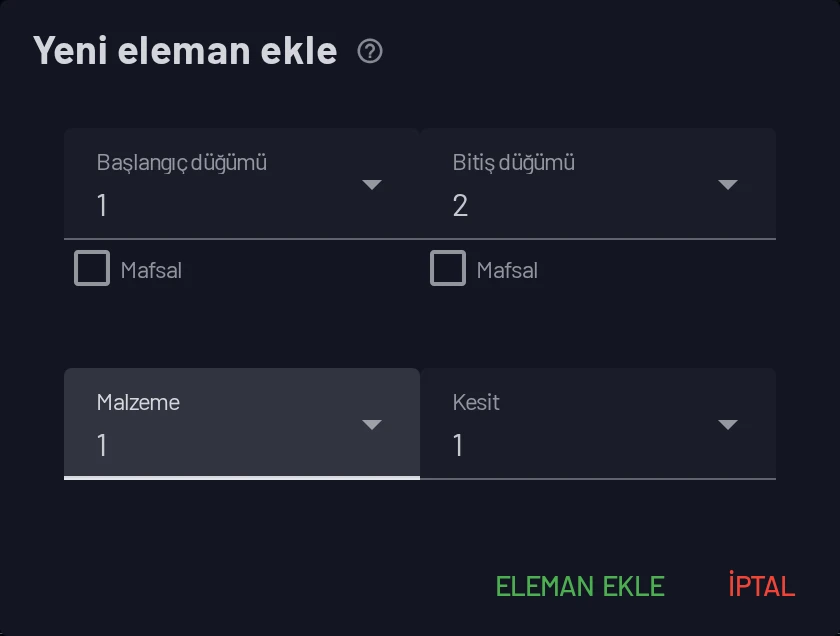 Yeni eleman ekle ?
Başlangıç düğümü
1
Bitiş düğümü
2
Mafsal
Mafsal
Malzeme
1
Kesit
1
ELEMAN EKLE
İPTAL